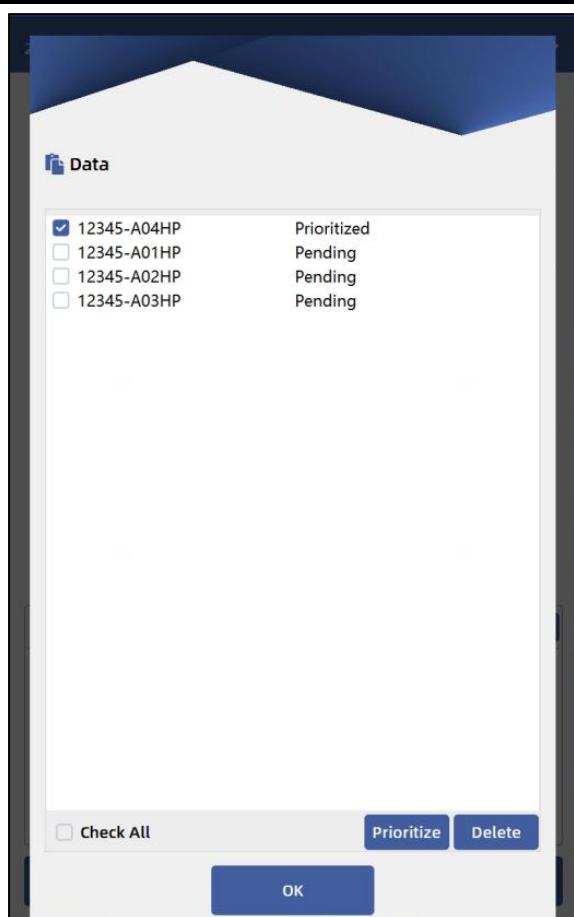 Data
12345-A04HP Prioritized
12345-A01HP Pending
12345-A02HP Pending
12345-A03HP Pending
Check All Prioritize Delete
OK